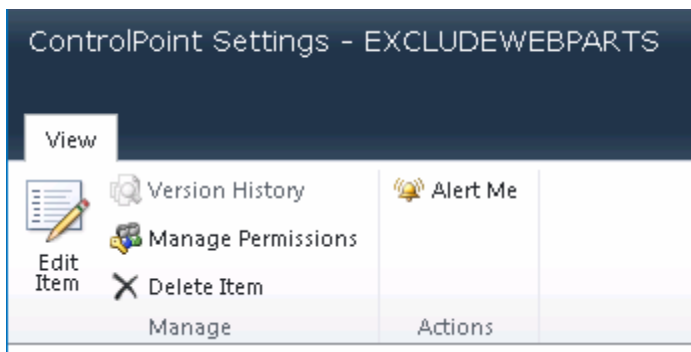 ControlPoint Settings - EXCLUDEWEBPARTS
View
Edit
Item
Version History
Manage Permissions
Delete Item
Manage
Alert Me
Actions